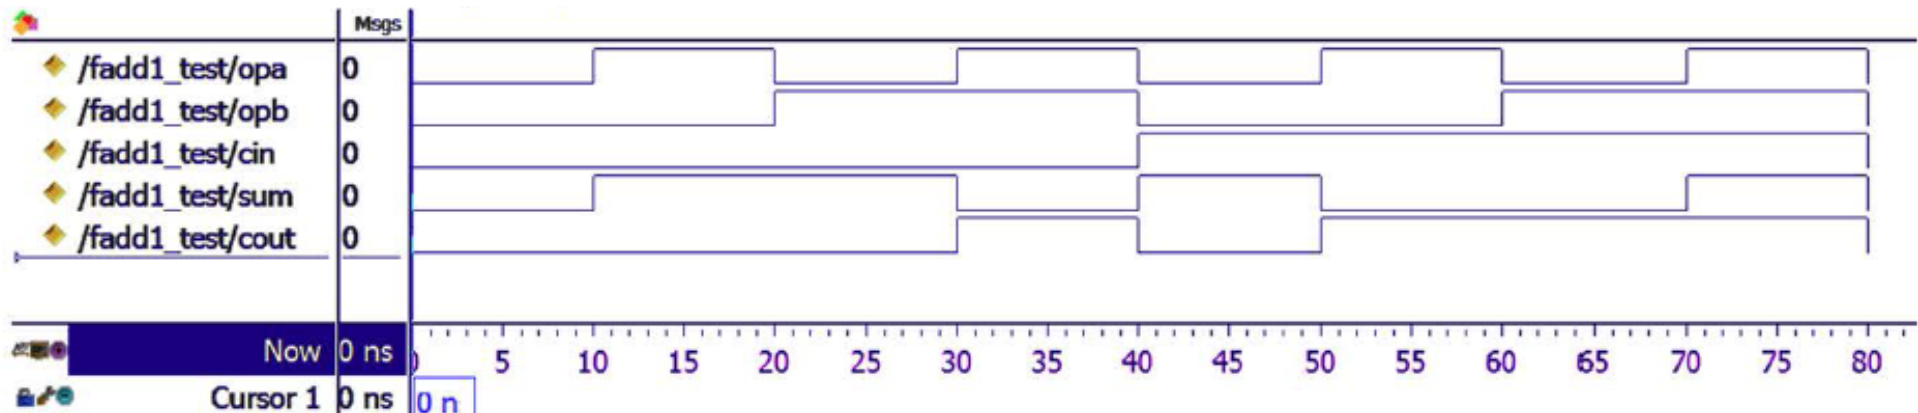 Msgs
/fadd1_test/opa 0
/fadd1_test/opb 0
/fadd1_test/cin 0
/fadd1_test/sum 0
/fadd1_test/cout 0
Now 0 ns 0 5 10 15 20 25 30 35 40 45 50 55 60 65 70 75 80
Cursor 1 0 ns 0 n